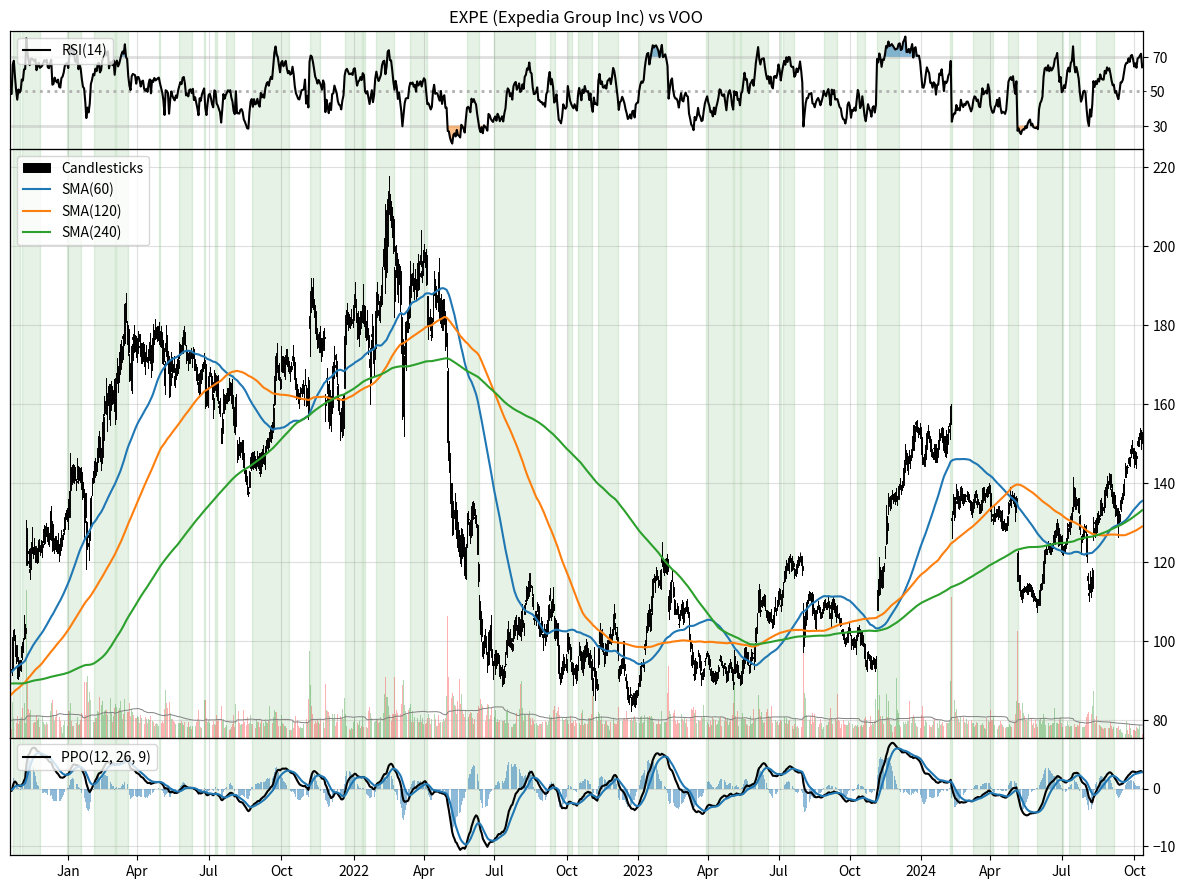 EXPE (Expedia Group Inc) vs VOO
RSI(14)
70
50
30
Candlesticks
SMA(60)
SMA(120)
SMA(240)
220
200
180
160
140
120
100
80
PPO(12, 26, 9)
0
−10
Jan Apr Jul Oct 2022 Apr Jul Oct 2023 Apr Jul Oct 2024 Apr Jul Oct